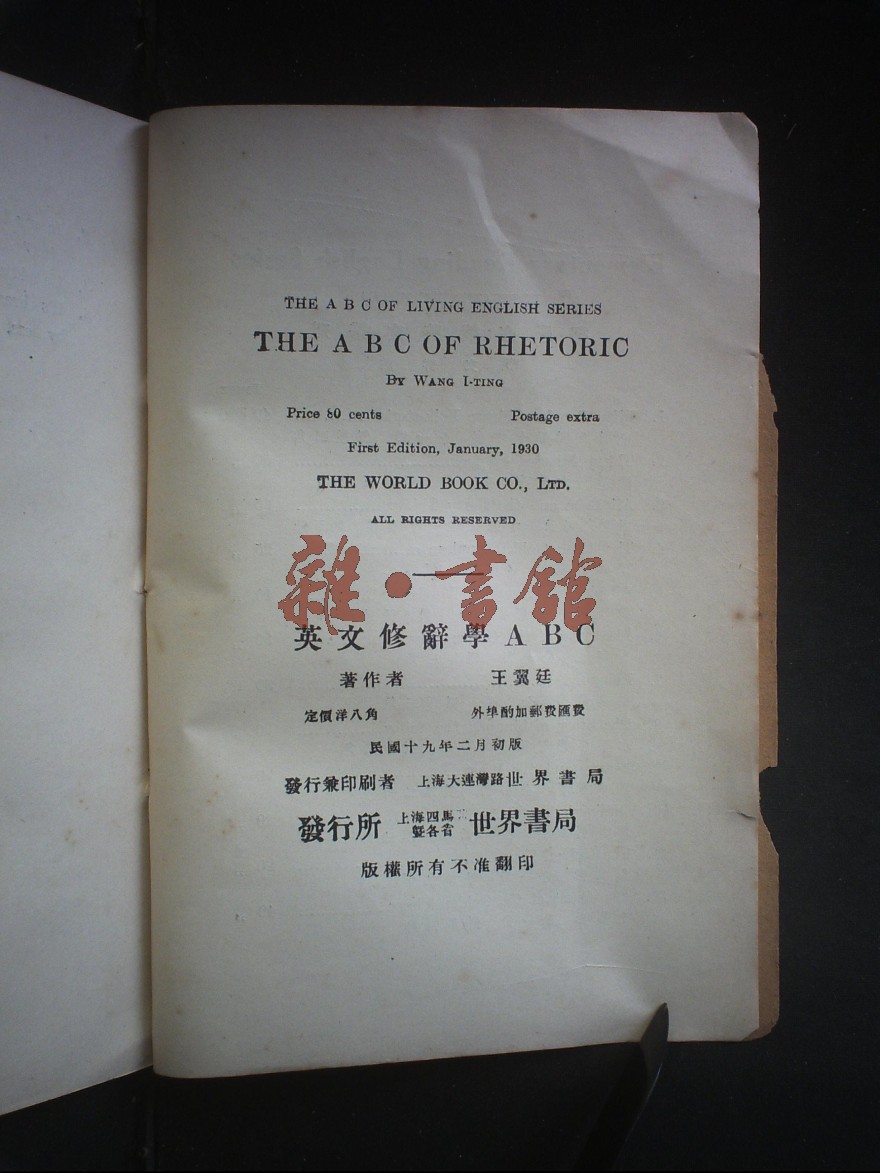 THE A B C OF LIVING ENGLISH SERIES
THE A B C OF RHETORIC
BY WANG I-TING
Price 80 cents Postage extra
First Edition, January, 1930
THE WORLD BOOK CO., LTD.
ALL RIGHTS RESERVED
雜·書館
英文修辭學ABC
著作者 王翼廷
定價洋八角 外埠酌加郵費匯費
民國十九年二月初版
發行兼印刷者 上海大連灣路世界書局
發行所 上海四馬 暨各省 世界書局
版權所有不准翻印